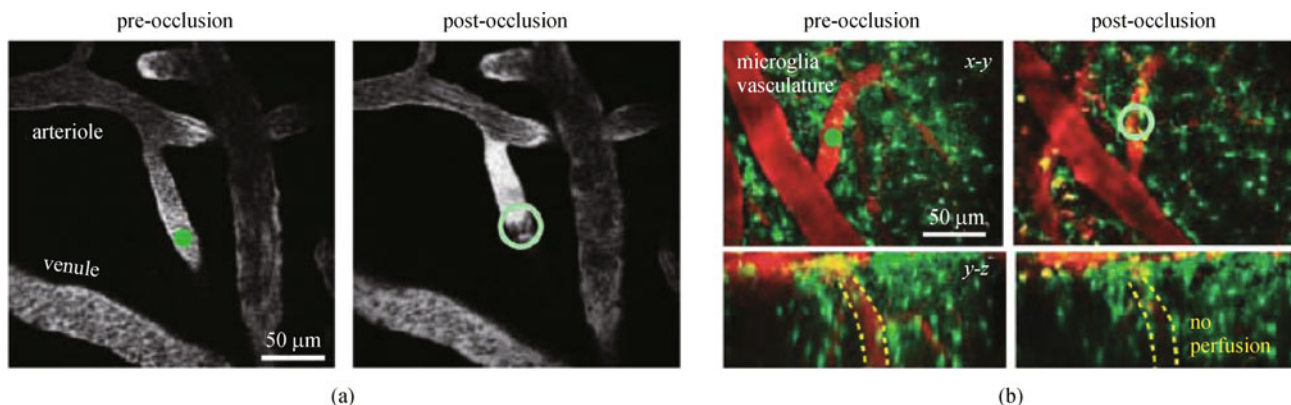 pre-occlusion
post-occlusion
arteriole
venule
50 μm
(a)
pre-occlusion
post-occlusion
microglia
vasculature
x-y
50 μm
y-z
no
perfusion
(b)